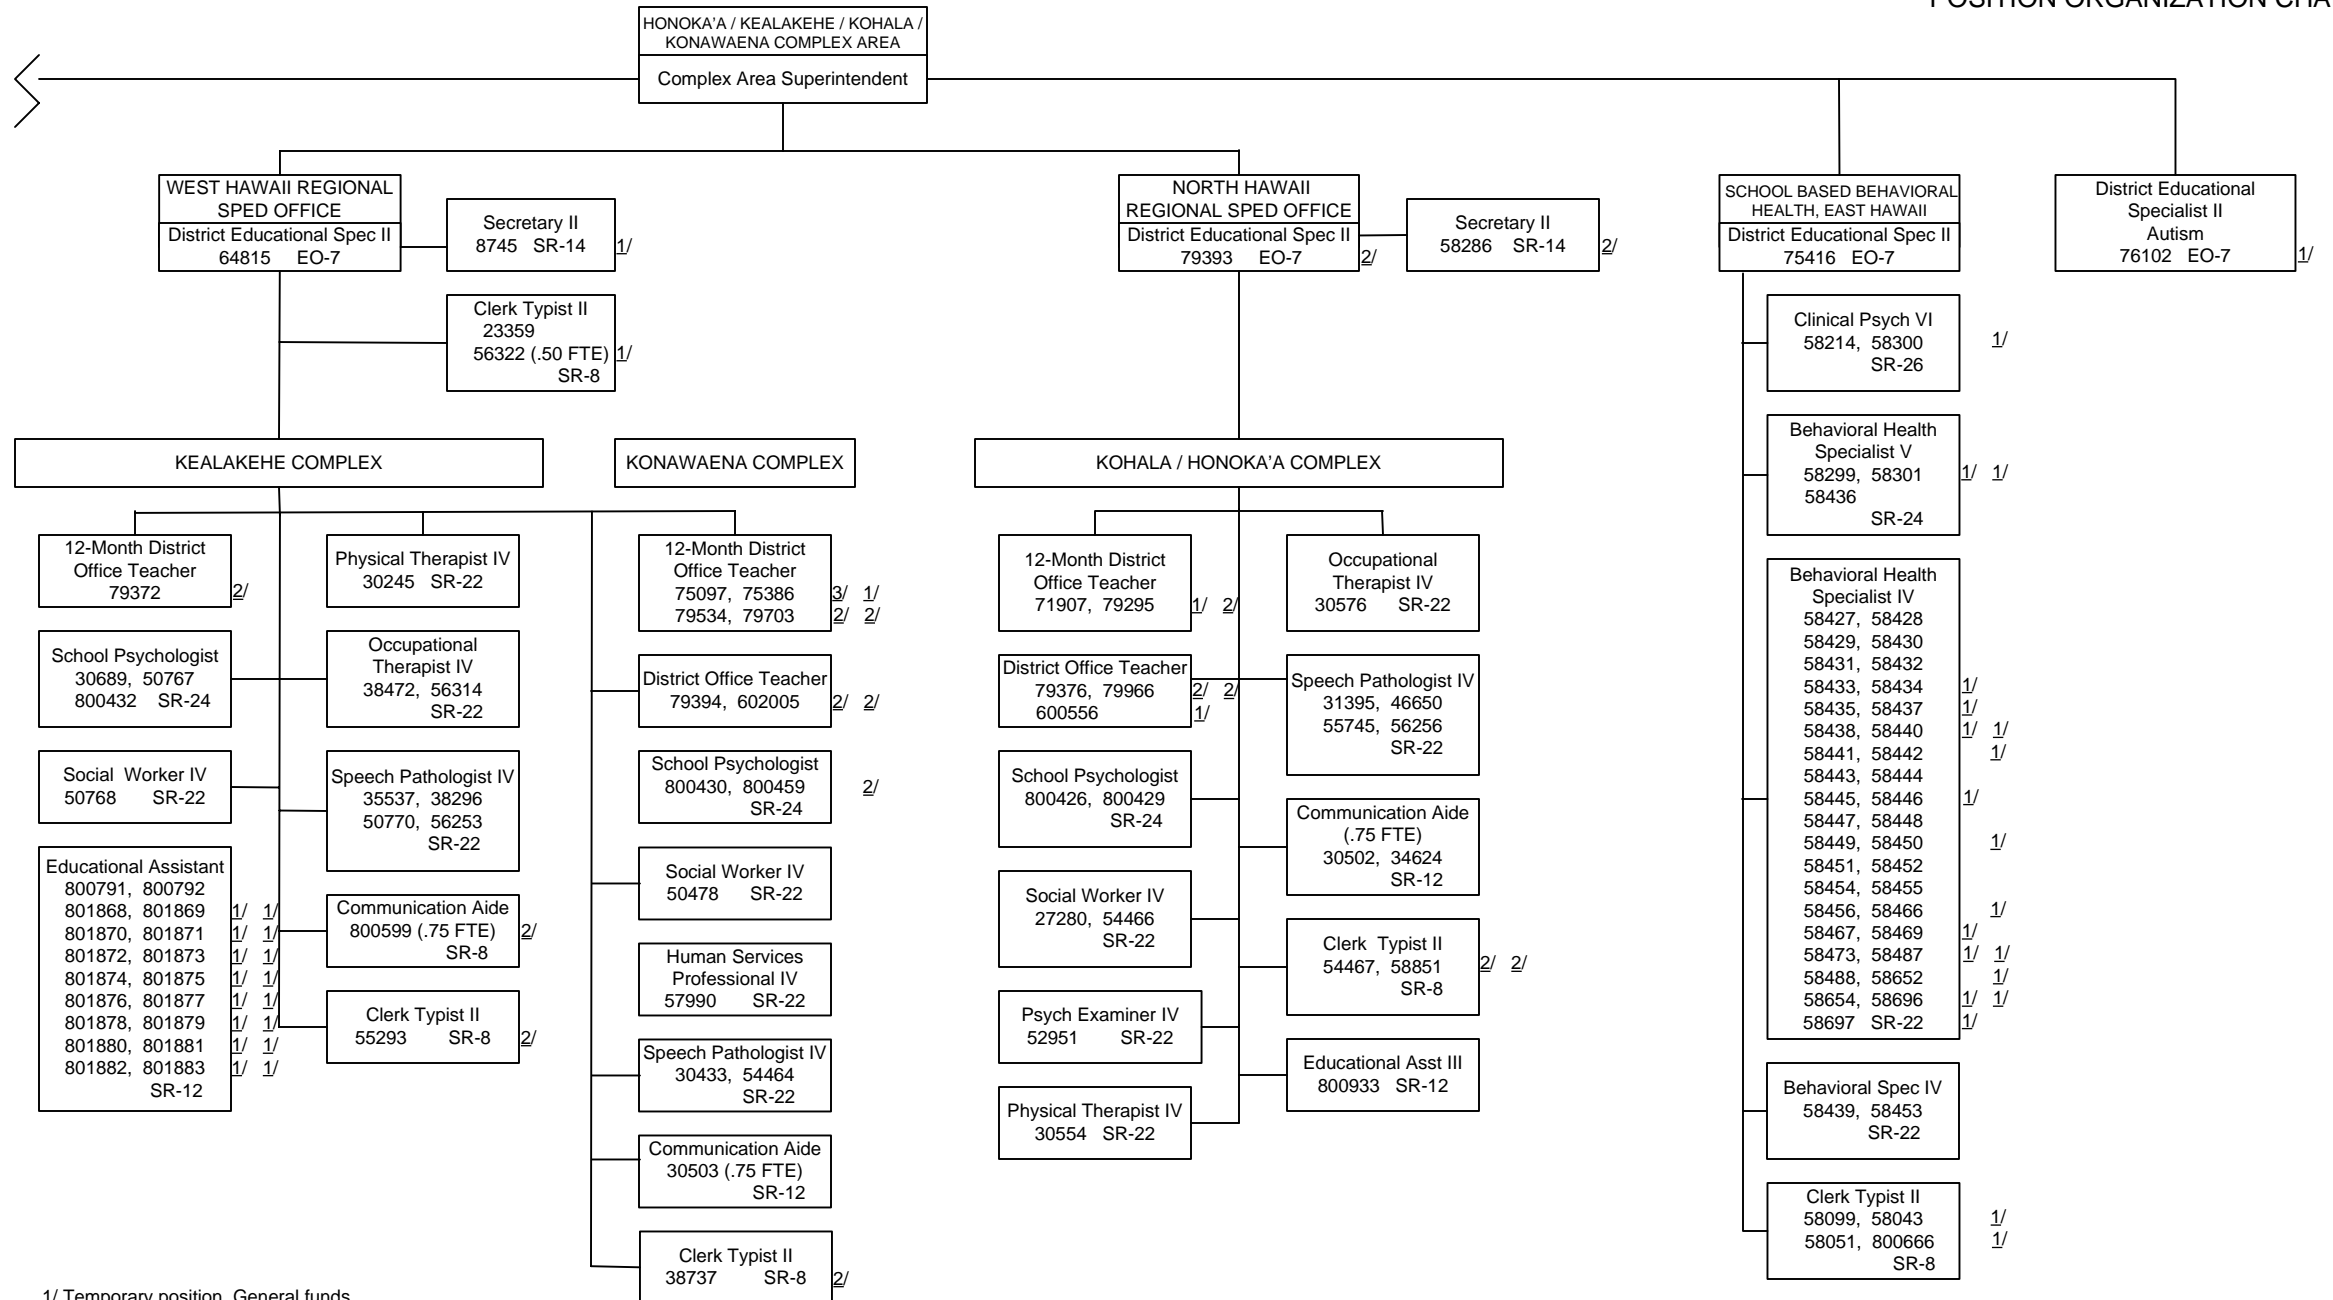 POSITION ORGANIZATION CHA
HONOKA'A / KEALAKEHE / KOHALA /
KONAWAENA COMPLEX AREA
Complex Area Superintendent
WEST HAWAII REGIONAL
SPED OFFICE
District Educational Spec II
64815 EO-7
Secretary II
8745 SR-14 1/
Clerk Typist II
23359
56322 (.50 FTE) 1/
SR-8
NORTH HAWAII
REGIONAL SPED OFFICE
District Educational Spec II
79393 EO-7 2/
Secretary II
58286 SR-14 2/
SCHOOL BASED BEHAVIORAL
HEALTH, EAST HAWAII
District Educational Spec II
75416 EO-7
District Educational
Specialist II
Autism
76102 EO-7 1/
KEALAKEHE COMPLEX
12-Month District
Office Teacher
79372 2/
School Psychologist
30689, 50767
800432 SR-24
Social Worker IV
50768 SR-22
Educational Assistant
800791, 800792
801868, 801869 1/ 1/
801870, 801871 1/ 1/
801872, 801873 1/ 1/
801874, 801875 1/ 1/
801876, 801877 1/ 1/
801878, 801879 1/ 1/
801880, 801881 1/ 1/
801882, 801883 1/ 1/
SR-12
Physical Therapist IV
30245 SR-22
Occupational
Therapist IV
38472, 56314
SR-22
Speech Pathologist IV
35537, 38296
50770, 56253
SR-22
Communication Aide
800599 (.75 FTE) 2/
SR-8
Clerk Typist II
55293 SR-8 2/
KONAWAENA COMPLEX
12-Month District
Office Teacher
75097, 75386 3/ 1/
79534, 79703 2/ 2/
District Office Teacher
79394, 602005 2/ 2/
School Psychologist
800430, 800459 2/
SR-24
Social Worker IV
50478 SR-22
Human Services
Professional IV
57990 SR-22
Speech Pathologist IV
30433, 54464
SR-22
Communication Aide
30503 (.75 FTE)
SR-12
Clerk Typist II
38737 SR-8 2/
KOHALA / HONOKA'A COMPLEX
12-Month District
Office Teacher
71907, 79295 1/ 2/
District Office Teacher
79376, 79966 2/ 2/
600556 1/
School Psychologist
800426, 800429
SR-24
Social Worker IV
27280, 54466
SR-22
Psych Examiner IV
52951 SR-22
Physical Therapist IV
30554 SR-22
Occupational
Therapist IV
30576 SR-22
Speech Pathologist IV
31395, 46650
55745, 56256
SR-22
Communication Aide
(.75 FTE)
30502, 34624
SR-12
Clerk Typist II
54467, 58851 2/ 2/
SR-8
Educational Asst III
800933 SR-12
Clinical Psych VI
58214, 58300 1/
SR-26
Behavioral Health
Specialist V
58299, 58301 1/ 1/
58436
SR-24
Behavioral Health
Specialist IV
58427, 58428
58429, 58430
58431, 58432
58433, 58434 1/
58435, 58437 1/
58438, 58440 1/ 1/
58441, 58442 1/
58443, 58444
58445, 58446 1/
58447, 58448
58449, 58450 1/
58451, 58452
58454, 58455
58456, 58466 1/
58467, 58469 1/
58473, 58487 1/ 1/
58488, 58652 1/
58654, 58696 1/ 1/
58697 SR-22 1/
Behavioral Spec IV
58439, 58453
SR-22
Clerk Typist II
58099, 58043 1/
58051, 800666 1/
SR-8
1/ Temporary position, General funds